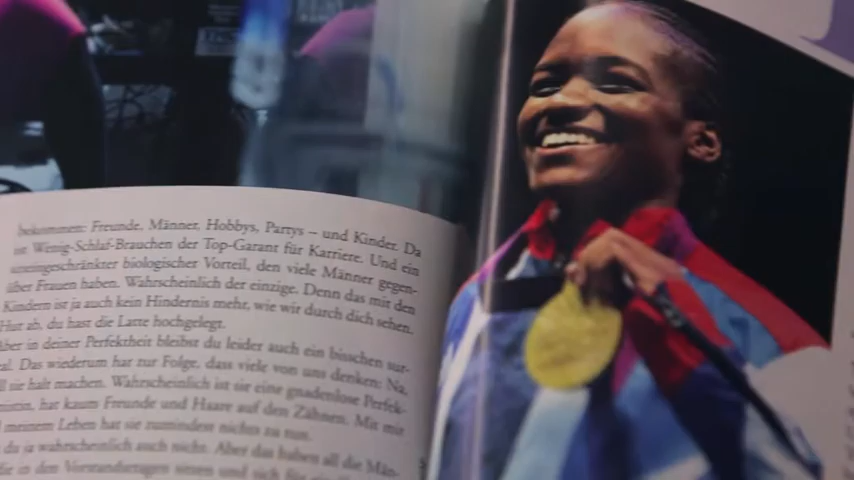 bekommen: Freunde, Männer, Hobbys, Partys – und Kinder. Da
ist Wenig-Schlaf-Brauchen der Top-Garant für Karriere. Und ein
uneingeschränkter biologischer Vorteil, den viele Männer gegen-
über Frauen haben. Wahrscheinlich der einzige. Denn das mit den
Kindern ist ja auch kein Hindernis mehr, wie wir durch dich sehen.
Hut ab, du hast die Latte hochgelegt.
Aber in deiner Perfektheit bleibst du leider auch ein bisschen sur-
real. Das wiederum hat zur Folge, dass viele von uns denken: Na,
sie halt machen. Wahrscheinlich ist sie eine gnadenlose Perfek-
hat kaum Freunde und Haare auf den Zähnen. Mit mir
meinem Leben hat sie zumindest nichts zu tun.
du ja wahrscheinlich auch nicht. Aber das haben all die Män-
in den Vorstandsetagen sitzen und sich